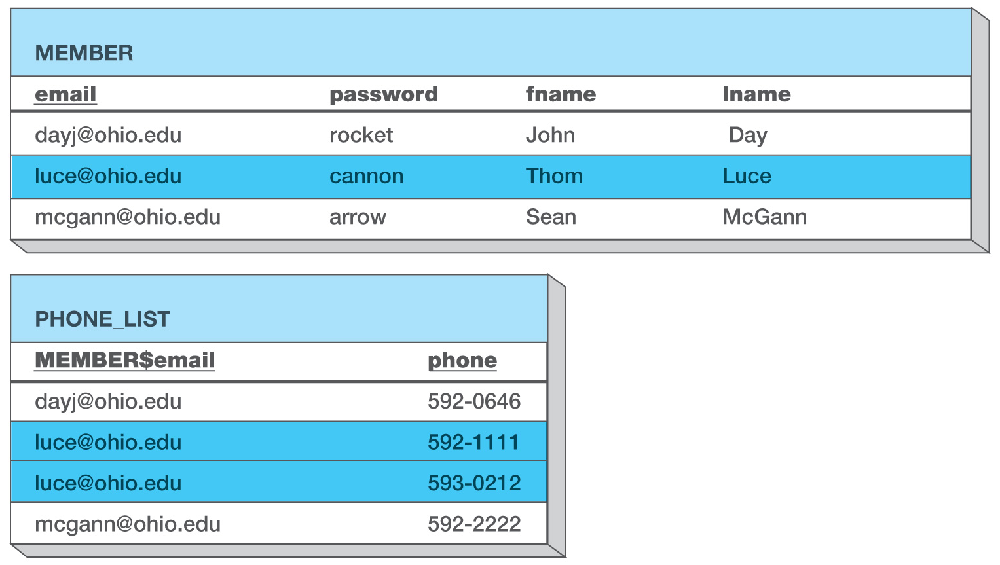 MEMBER
email password fname lname
dayj@ohio.edu rocket John Day
luce@ohio.edu cannon Thom Luce
mcgann@ohio.edu arrow Sean McGann
PHONE_LIST
MEMBER$email phone
dayj@ohio.edu 592-0646
luce@ohio.edu 592-1111
luce@ohio.edu 593-0212
mcgann@ohio.edu 592-2222